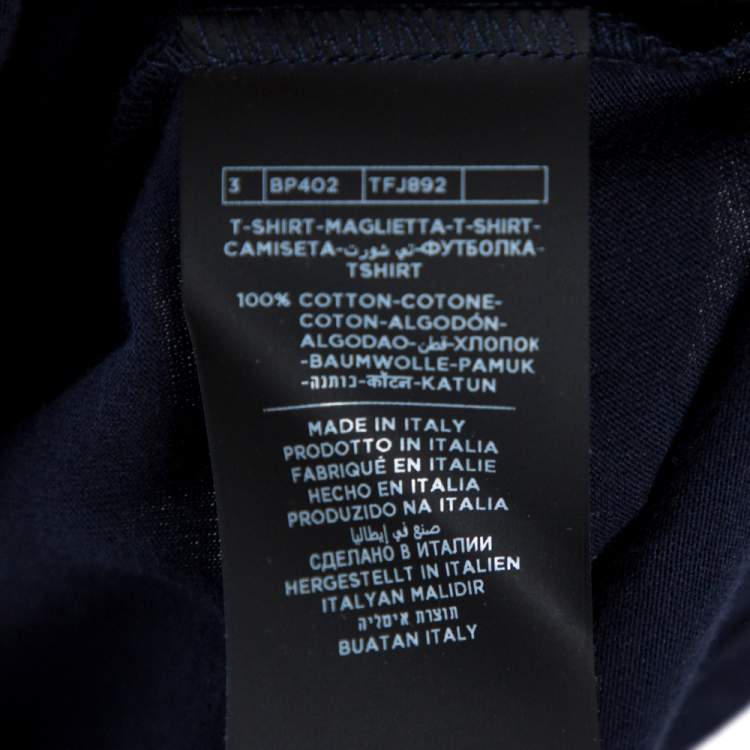 3 BP402 TFJ892
T-SHIRT-MAGLIETTA-T-SHIRT-
CAMISETA-تي شورت-ФУТБОЛКА-
TSHIRT
100% COTTON-COTONE-
COTON-ALGODÓN-
ALGODAO-قطن-ХЛОПОК
-BAUMWOLLE-PAMUK
-כותנה-कॉटन-KATUN
MADE IN ITALY
PRODOTTO IN ITALIA
FABRIQUÉ EN ITALIE
HECHO EN ITALIA
PRODUZIDO NA ITALIA
صنع في إيطاليا
СДЕЛАНО В ИТАЛИИ
HERGESTELLT IN ITALIEN
ITALYAN MALIDIR
תוצרת איטליה
BUATAN ITALY